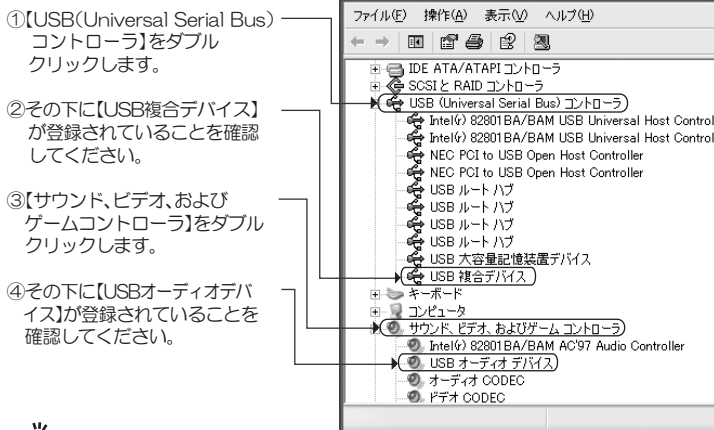 ①【USB(Universal Serial Bus)
コントローラ】をダブル
クリックします。
②その下に【USB複合デバイス】
が登録されていることを確認
してください。
③【サウンド、ビデオ、および
ゲームコントローラ】をダブル
クリックします。
④その下に【USBオーディオデバ
イス】が登録されていることを
確認してください。
ファイル(F) 操作(A) 表示(V) ヘルプ(H)
IDE ATA/ATAPI コントローラ
SCSI と RAID コントローラ
USB (Universal Serial Bus) コントローラ
Intel(r) 82801BA/BAM USB Universal Host Control
Intel(r) 82801BA/BAM USB Universal Host Control
NEC PCI to USB Open Host Controller
NEC PCI to USB Open Host Controller
USB ルート ハブ
USB ルート ハブ
USB ルート ハブ
USB ルート ハブ
USB 大容量記憶装置デバイス
USB 複合デバイス
キーボード
コンピュータ
サウンド、ビデオ、およびゲーム コントローラ
Intel(r) 82801BA/BAM AC'97 Audio Controller
USB オーディオ デバイス
オーディオ CODEC
ビデオ CODEC